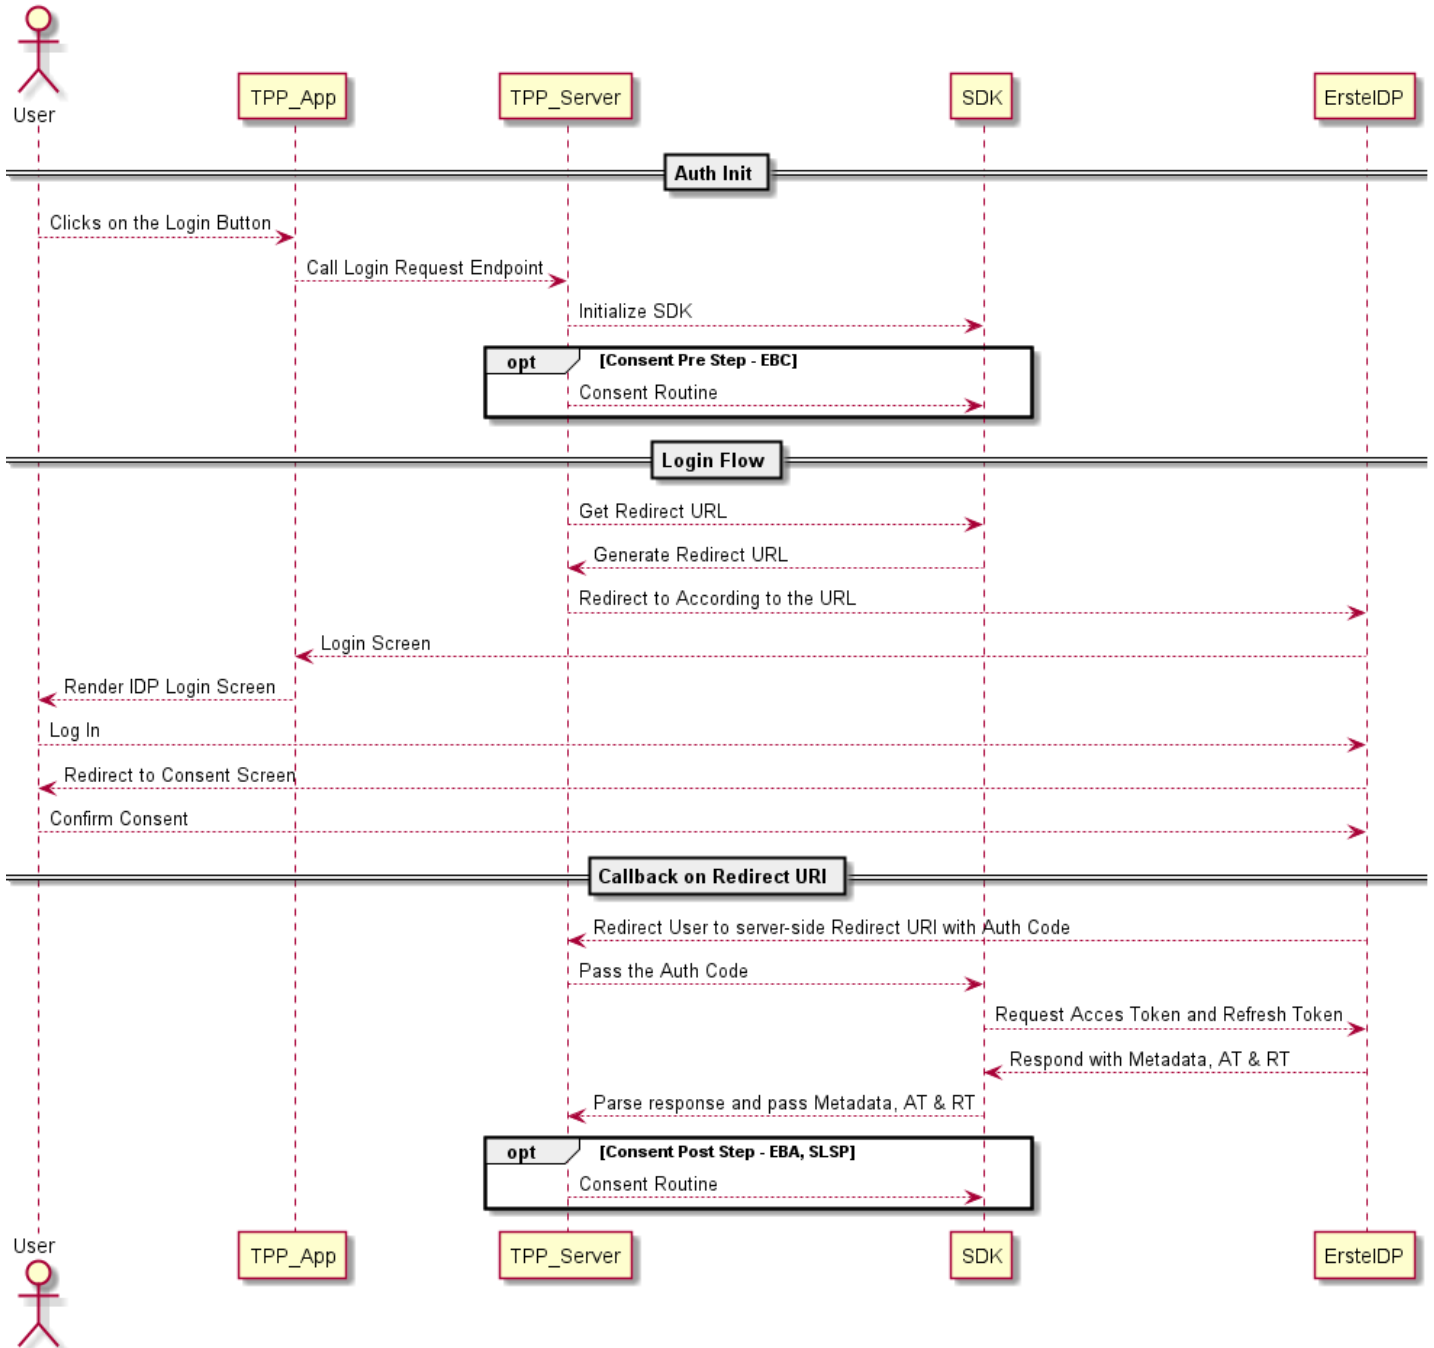 User
TPP_App
TPP_Server
SDK
ErsteIDP
Auth Init
Clicks on the Login Button
Call Login Request Endpoint
Initialize SDK
opt
[Consent Pre Step - EBC]
Consent Routine
Login Flow
Get Redirect URL
Generate Redirect URL
Redirect to According to the URL
Login Screen
Render IDP Login Screen
Log In
Redirect to Consent Screen
Confirm Consent
Callback on Redirect URI
Redirect User to server-side Redirect URI with Auth Code
Pass the Auth Code
Request Acces Token and Refresh Token
Respond with Metadata, AT & RT
Parse response and pass Metadata, AT & RT
opt
[Consent Post Step - EBA, SLSP]
Consent Routine
User
TPP_App
TPP_Server
SDK
ErsteIDP